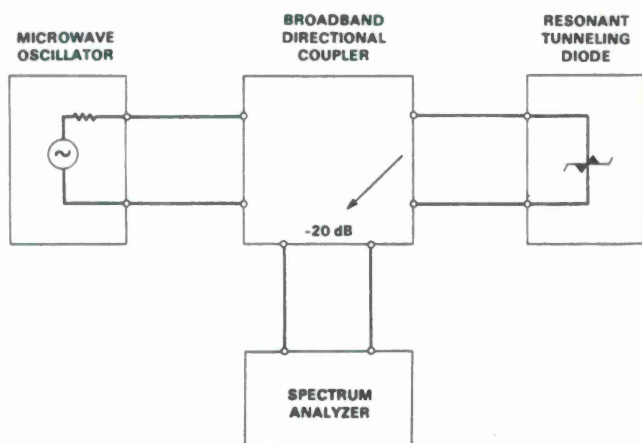 MICROWAVE
OSCILLATOR
BROADBAND
DIRECTIONAL
COUPLER
RESONANT
TUNNELING
DIODE
~
-20 dB
SPECTRUM
ANALYZER